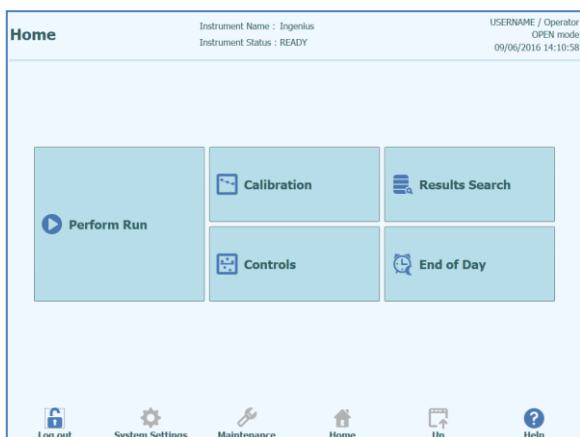 Home
Instrument Name : Ingenius
Instrument Status : READY
USERNAME / Operator
OPEN mode
09/06/2016 14:10:58
Perform Run
Calibration
Results Search
Controls
End of Day
Log out
System Settings
Maintenance
Home
Up
Help